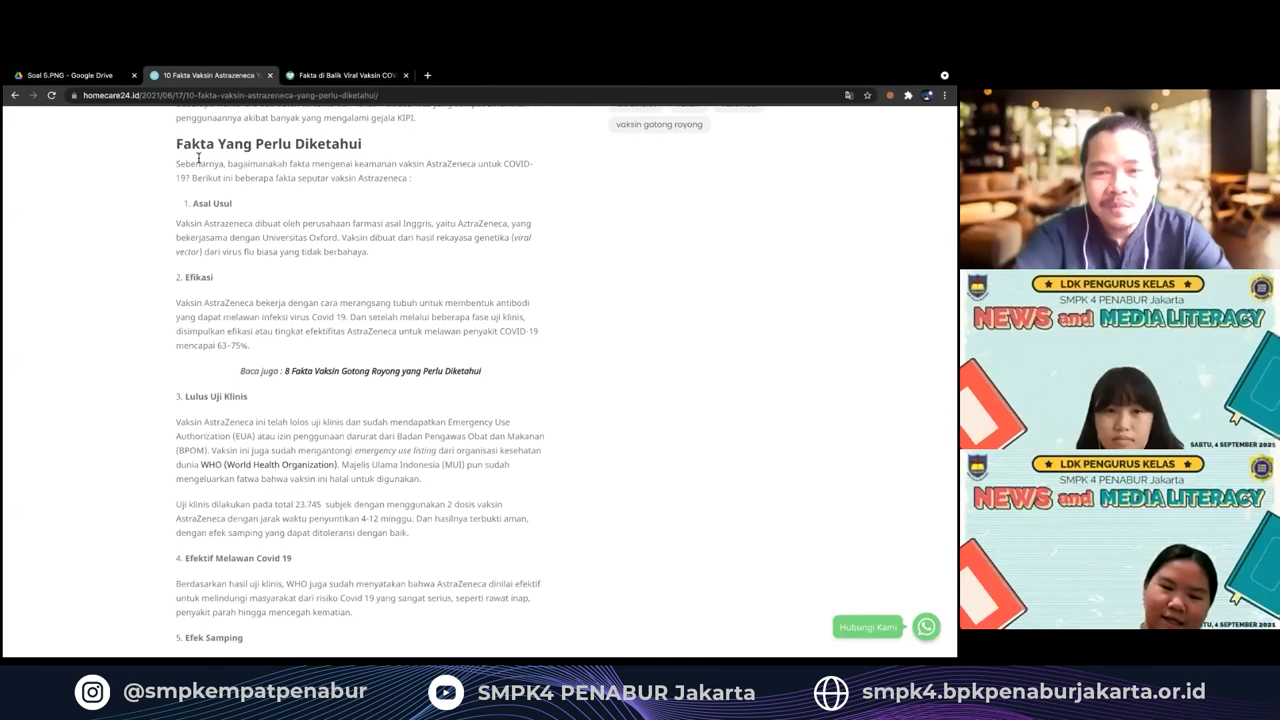 Soal 5.PNG - Google Drive
10 Fakta Vaksin Astrazeneca Y
Fakta di Balik Viral Vaksin COV
homecare24.id/2021/06/17/10-fakta-vaksin-astrazeneca-yang-perlu-diketahui/
penggunaannya akibat banyak yang mengalami gejala KIPI.
vaksin gotong royong
Fakta Yang Perlu Diketahui
Sebenarnya, bagaimanakah fakta mengenai keamanan vaksin AstraZeneca untuk COVID-
19? Berikut ini beberapa fakta seputar vaksin Astrazeneca :
1. Asal Usul
Vaksin Astrazeneca dibuat oleh perusahaan farmasi asal Inggris, yaitu AztraZeneca, yang
bekerjasama dengan Universitas Oxford. Vaksin dibuat dari hasil rekayasa genetika (viral
vector) dari virus flu biasa yang tidak berbahaya.
2. Efikasi
Vaksin AstraZeneca bekerja dengan cara merangsang tubuh untuk membentuk antibodi
yang dapat melawan infeksi virus Covid 19. Dan setelah melalui beberapa fase uji klinis,
disimpulkan efikasi atau tingkat efektifitas AstraZeneca untuk melawan penyakit COVID-19
mencapai 63–75%.
Baca juga : 8 Fakta Vaksin Gotong Royong yang Perlu Diketahui
3. Lulus Uji Klinis
Vaksin AstraZeneca ini telah lolos uji klinis dan sudah mendapatkan Emergency Use
Authorization (EUA) atau izin penggunaan darurat dari Badan Pengawas Obat dan Makanan
(BPOM). Vaksin ini juga sudah mengantongi emergency use listing dari organisasi kesehatan
dunia WHO (World Health Organization). Majelis Ulama Indonesia (MUI) pun sudah
mengeluarkan fatwa bahwa vaksin ini halal untuk digunakan.
Uji klinis dilakukan pada total 23.745 subjek dengan menggunakan 2 dosis vaksin
AstraZeneca dengan jarak waktu penyuntikan 4-12 minggu. Dan hasilnya terbukti aman,
dengan efek samping yang dapat ditoleransi dengan baik.
4. Efektif Melawan Covid 19
Berdasarkan hasil uji klinis, WHO juga sudah menyatakan bahwa AstraZeneca dinilai efektif
untuk melindungi masyarakat dari risiko Covid 19 yang sangat serius, seperti rawat inap,
penyakit parah hingga mencegah kematian.
5. Efek Samping
Hubungi Kami
LDK PENGURUS KELAS
SMPK 4 PENABUR Jakarta
NEWS and MEDIA LITERACY
SABTU, 4 SEPTEMBER 2021
LDK PENGURUS KELAS
SMPK 4 PENABUR Jakarta
NEWS and MEDIA LITERACY
TU, 4 SEPTEMBER 2021
@smpkempatpenabur
SMPK4 PENABUR Jakarta
smpk4.bpkpenaburjakarta.or.id